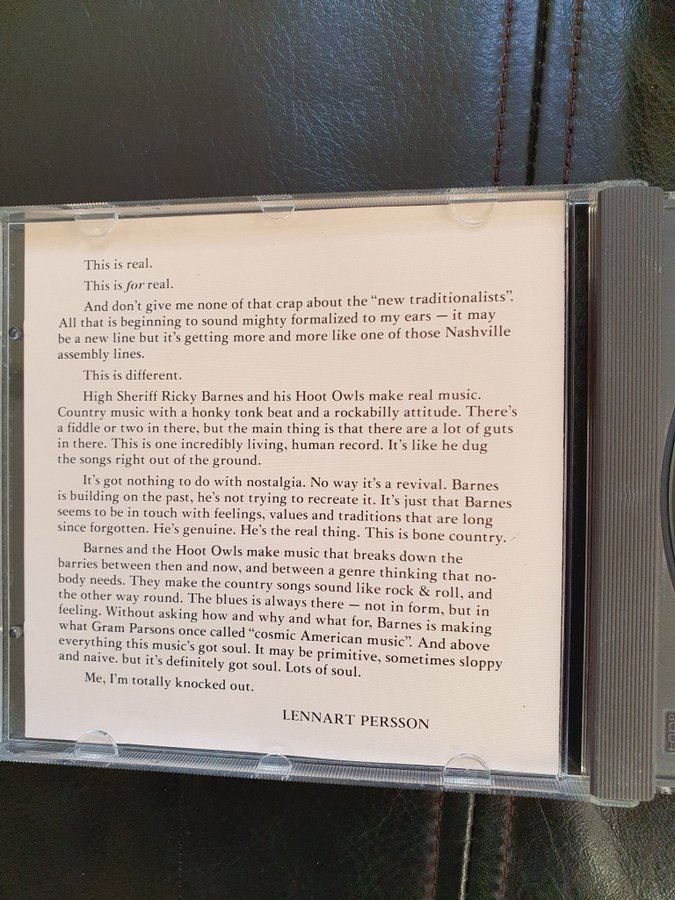 This is real.
This is for real.
And don't give me none of that crap about the "new traditionalists".
All that is beginning to sound mighty formalized to my ears — it may
be a new line but it's getting more and more like one of those Nashville
assembly lines.
This is different.
High Sheriff Ricky Barnes and his Hoot Owls make real music.
Country music with a honky tonk beat and a rockabilly attitude. There's
a fiddle or two in there, but the main thing is that there are a lot of guts
in there. This is one incredibly living, human record. It's like he dug
the songs right out of the ground.
It's got nothing to do with nostalgia. No way it's a revival. Barnes
is building on the past, he's not trying to recreate it. It's just that Barnes
seems to be in touch with feelings, values and traditions that are long
since forgotten. He's genuine. He's the real thing. This is bone country.
Barnes and the Hoot Owls make music that breaks down the
barries between then and now, and between a genre thinking that no-
body needs. They make the country songs sound like rock & roll, and
the other way round. The blues is always there — not in form, but in
feeling. Without asking how and why and what for, Barnes is making
what Gram Parsons once called "cosmic American music". And above
everything this music's got soul. It may be primitive, sometimes sloppy
and naive. but it's definitely got soul. Lots of soul.
Me, I'm totally knocked out.
LENNART PERSSON